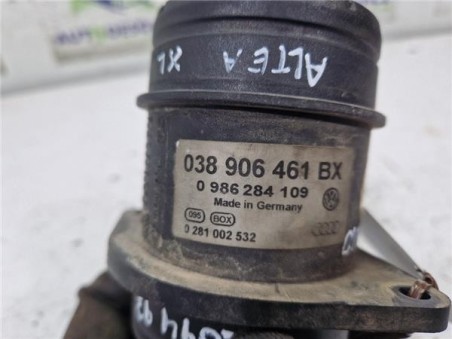 ALTEA
XL
038 906 461 BX
0 986 284 109
Made in Germany
095 BOX
0 281 002 532